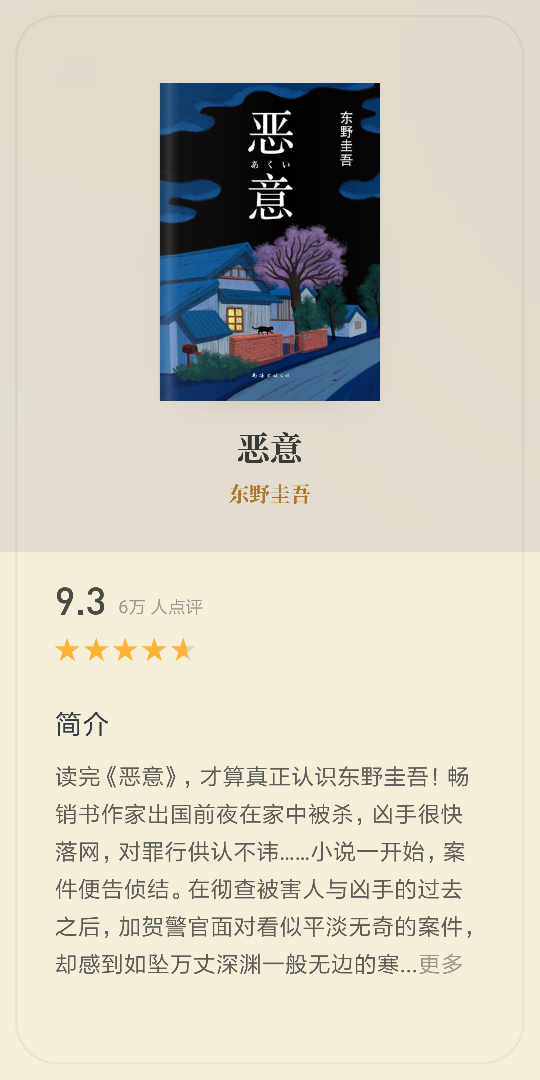 恶意
あくい
东野圭吾
南海出版公司
恶意
东野圭吾
9.3 6万 人点评
简介
读完《恶意》，才算真正认识东野圭吾！畅
销书作家出国前夜在家中被杀，凶手很快
落网，对罪行供认不讳……小说一开始，案
件便告侦结。在彻查被害人与凶手的过去
之后，加贺警官面对看似平淡无奇的案件，
却感到如坠万丈深渊一般无边的寒...更多